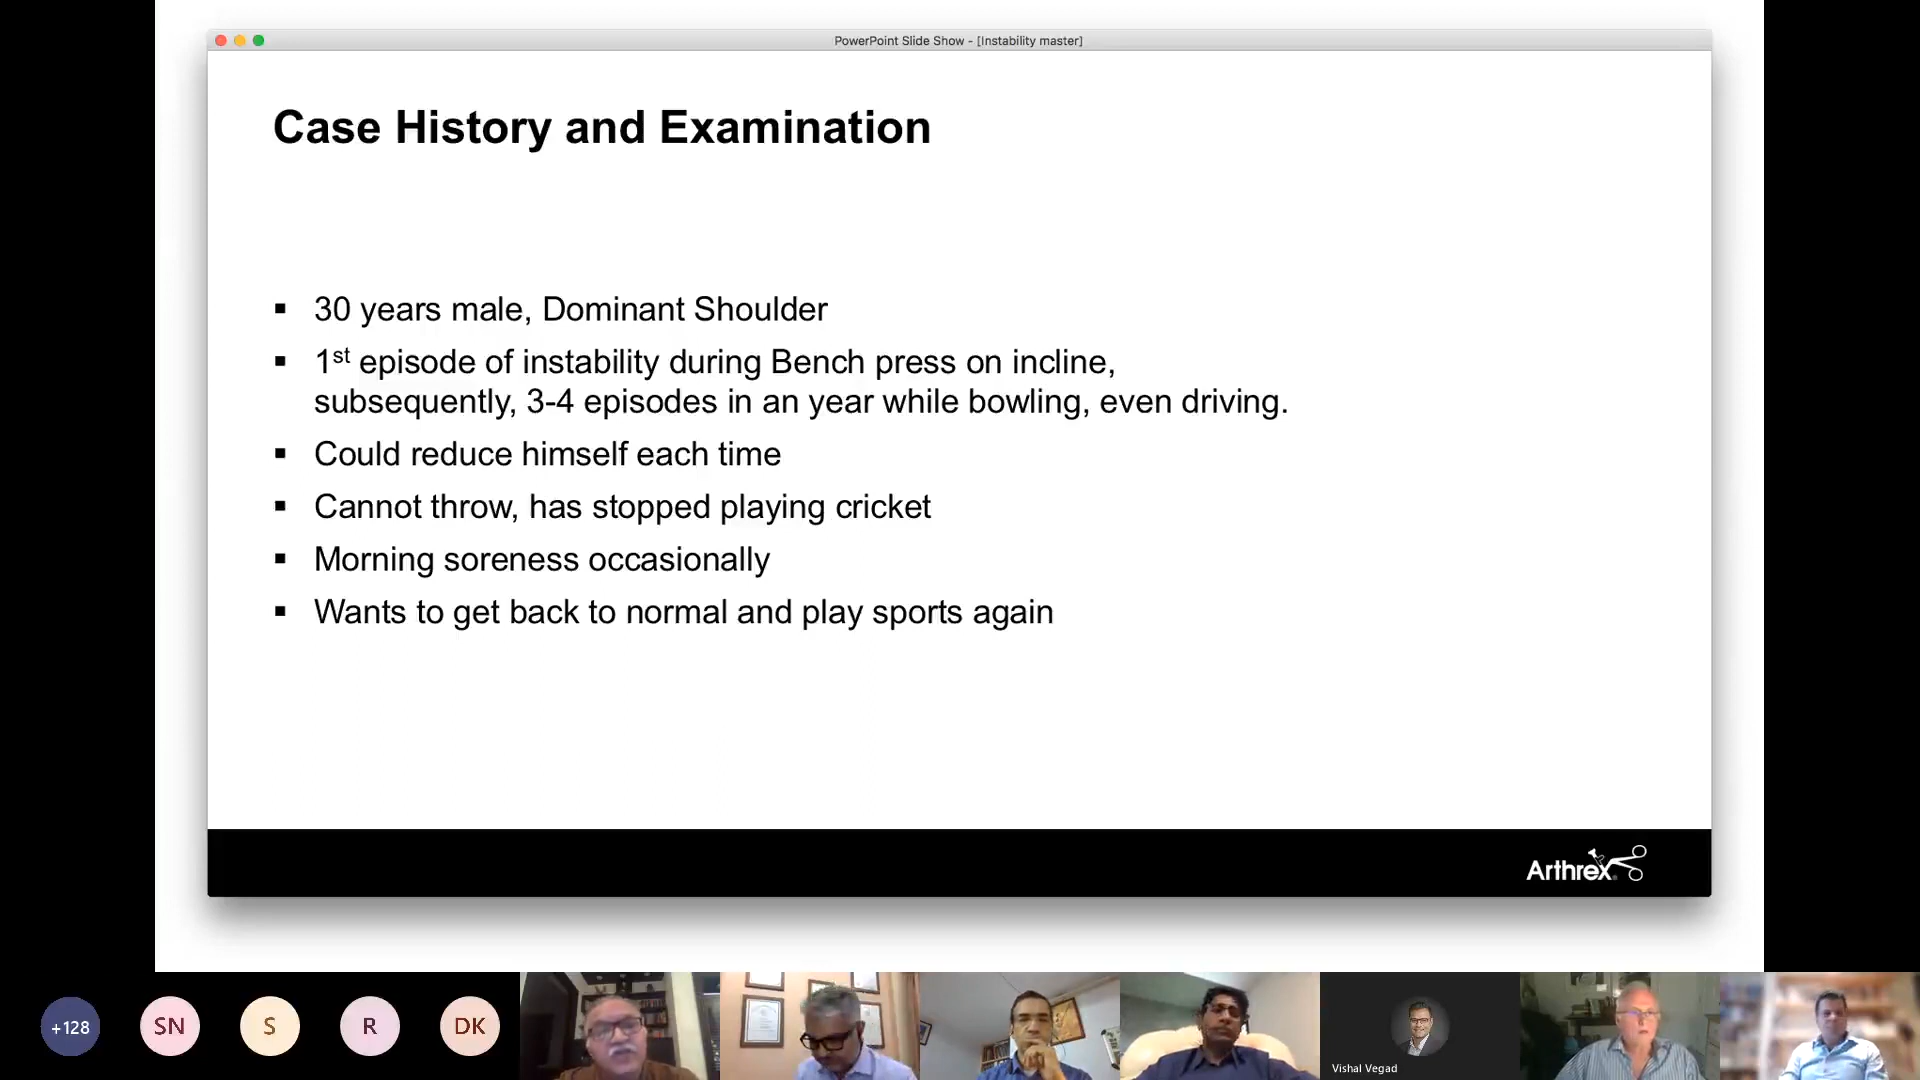 PowerPoint Slide Show - [Instability master]
Case History and Examination
▪ 30 years male, Dominant Shoulder
▪ 1st episode of instability during Bench press on incline,
subsequently, 3-4 episodes in an year while bowling, even driving.
▪ Could reduce himself each time
▪ Cannot throw, has stopped playing cricket
▪ Morning soreness occasionally
▪ Wants to get back to normal and play sports again
Arthrex
+128
SN
S
R
DK
Vishal Vegad